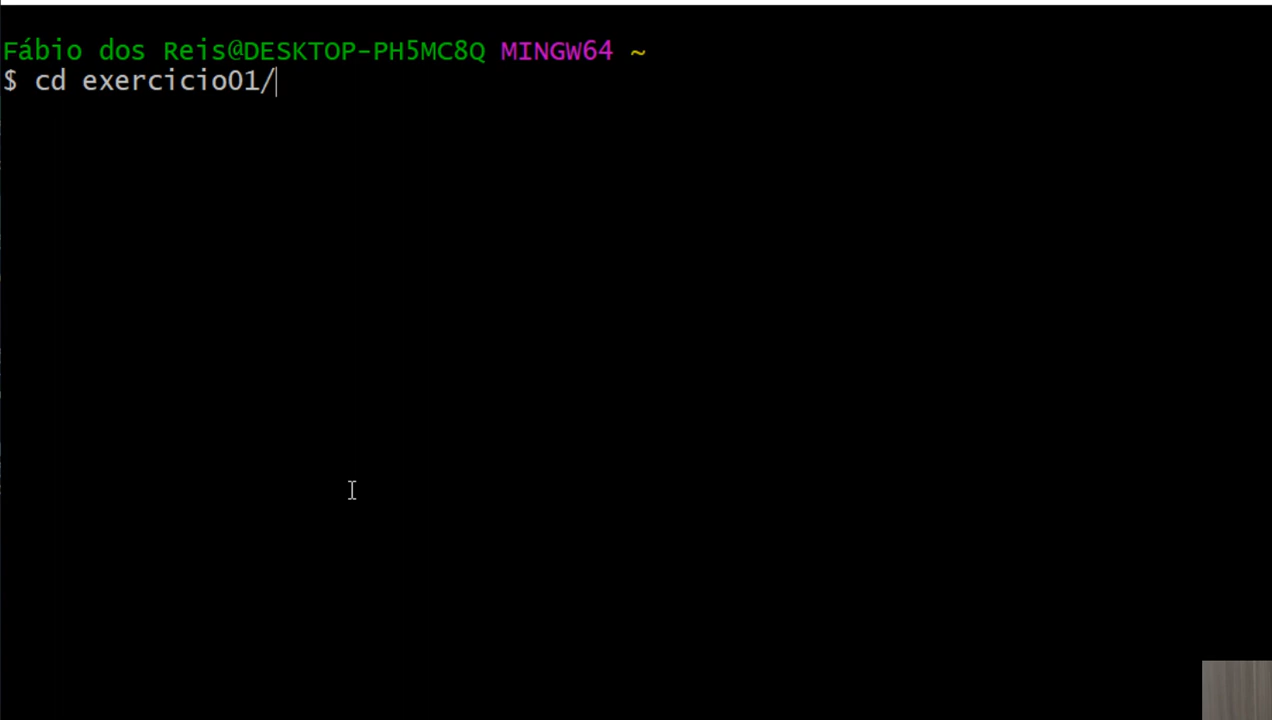 Fábio dos Reis@DESKTOP-PH5MC8Q MINGW64 ~
$ cd exercicio01/